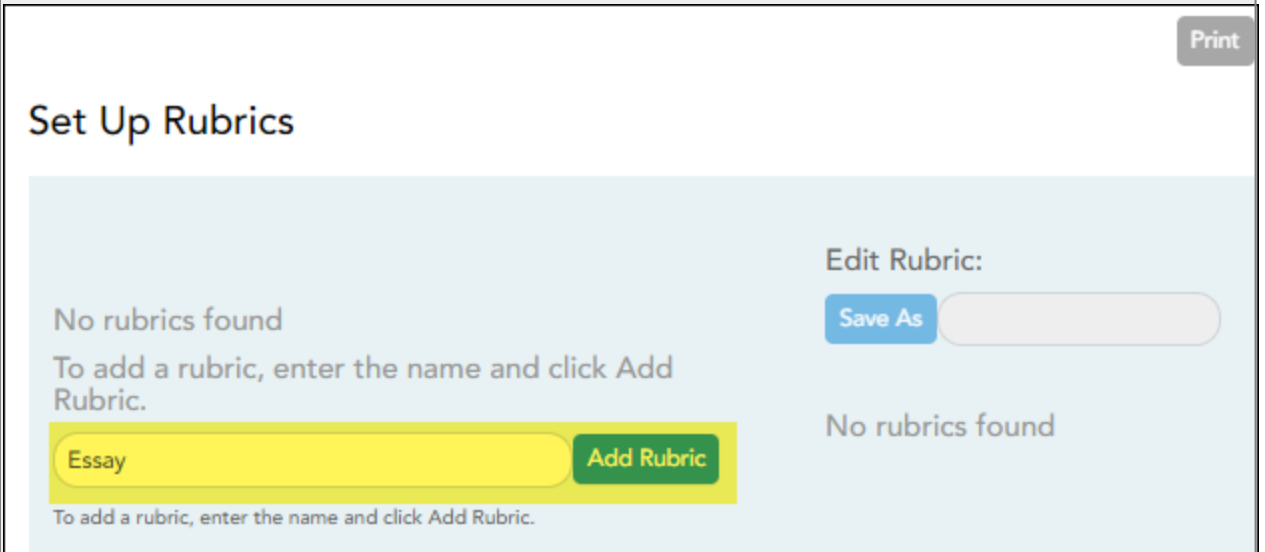 Print
Set Up Rubrics
No rubrics found
To add a rubric, enter the name and click Add
Rubric.
Essay
Add Rubric
To add a rubric, enter the name and click Add Rubric.
Edit Rubric:
Save As
No rubrics found